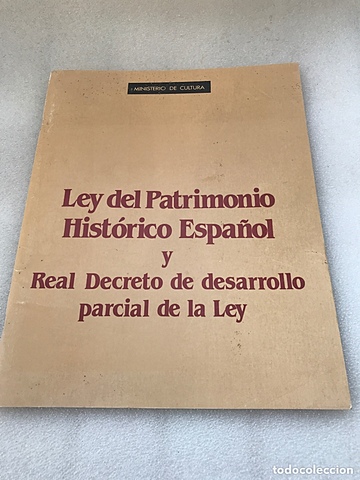 MINISTERIO DE CULTURA
Ley del Patrimonio
Histórico Español
y
Real Decreto de desarrollo
parcial de la Ley
todocoleccion